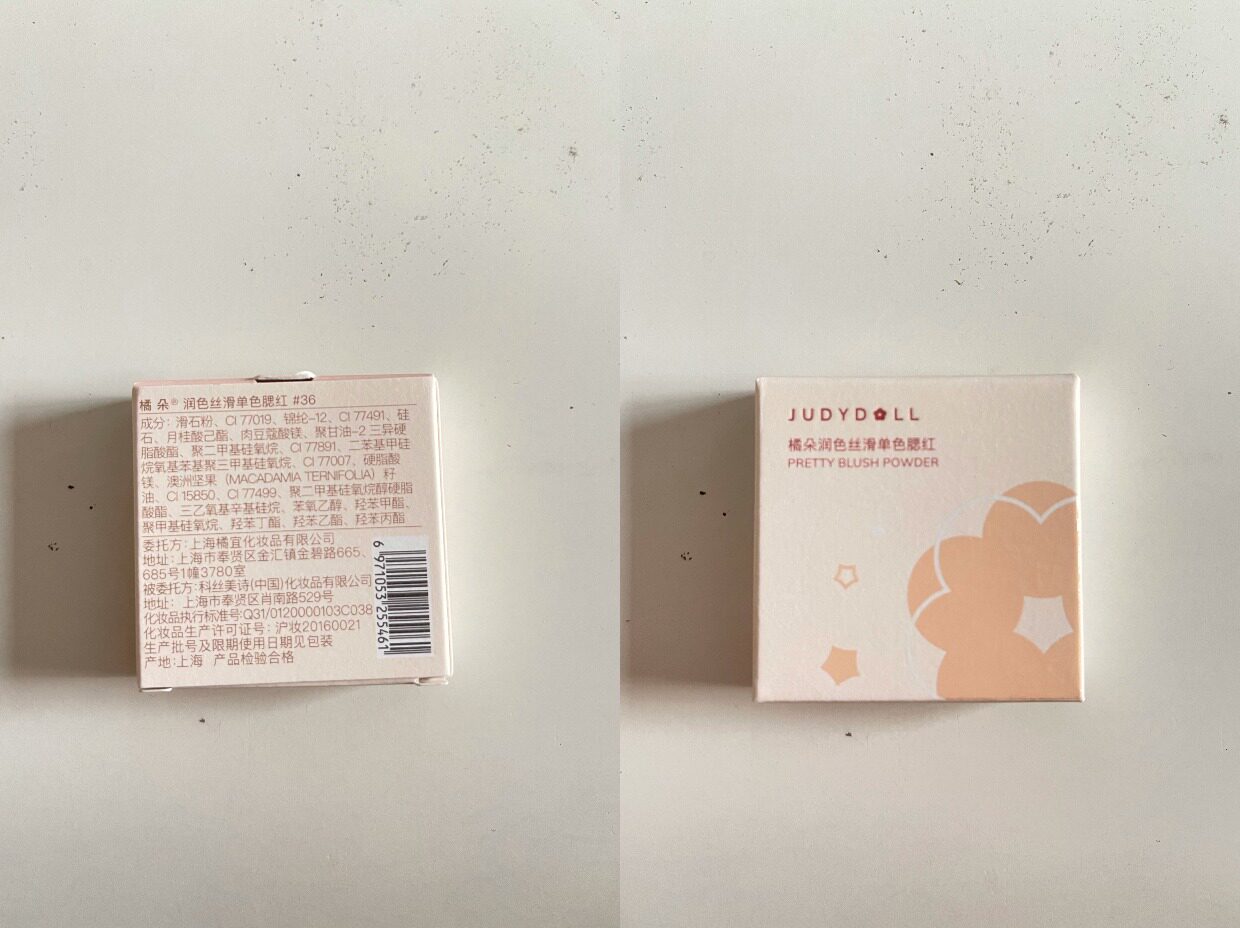 橘朵® 润色丝滑单色腮红 #36
成分：滑石粉、CI 77019、锦纶-12、CI 77491、硅
石、月桂酸己酯、肉豆蔻酸镁、聚甘油-2 三异硬
脂酸酯、聚二甲基硅氧烷、CI 77891、二苯基甲硅
烷氧基苯基聚三甲基硅氧烷、CI 77007、硬脂酸
镁、澳洲坚果（MACADAMIA TERNIFOLIA）籽
油、CI 15850、CI 77499、聚二甲基硅氧烷醇硬脂
酸酯、三乙氧基辛基硅烷、苯氧乙醇、羟苯甲酯、
聚甲基硅氧烷、羟苯丁酯、羟苯乙酯、羟苯丙酯
委托方：上海橘宜化妆品有限公司
地址：上海市奉贤区金汇镇金碧路665、
685号1幢3780室
被委托方：科丝美诗(中国)化妆品有限公司
地址：上海市奉贤区肖南路529号
化妆品执行标准号:Q31/0120000103C038
化妆品生产许可证号：沪妆20160021
生产批号及限期使用日期见包装
产地:上海 产品检验合格
6 971053 255461
JUDYDOLL
橘朵润色丝滑单色腮红
PRETTY BLUSH POWDER